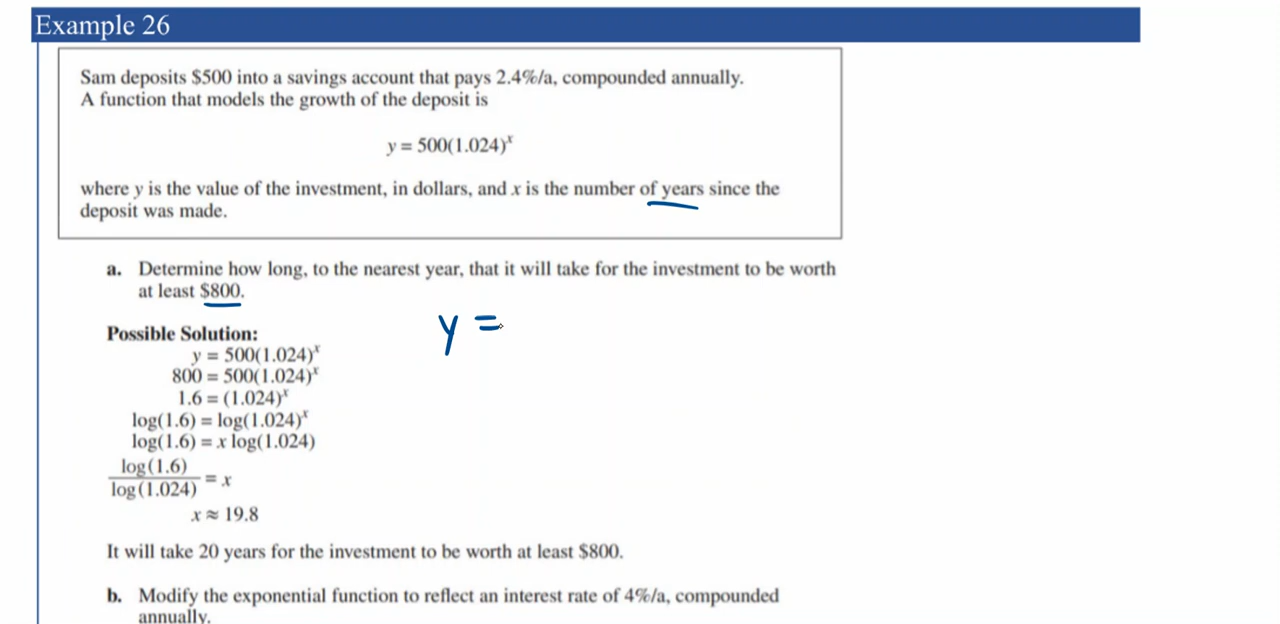 Example 26
Sam deposits $500 into a savings account that pays 2.4%/a, compounded annually.
A function that models the growth of the deposit is
y = 500(1.024)^x
where y is the value of the investment, in dollars, and x is the number of years since the
deposit was made.
a. Determine how long, to the nearest year, that it will take for the investment to be worth
at least $800.
y =
Possible Solution:
y = 500(1.024)^x
800 = 500(1.024)^x
1.6 = (1.024)^x
log(1.6) = log(1.024)^x
log(1.6) = x log(1.024)
log(1.6)
log(1.024) = x
x ≈ 19.8
It will take 20 years for the investment to be worth at least $800.
b. Modify the exponential function to reflect an interest rate of 4%/a, compounded
annually.